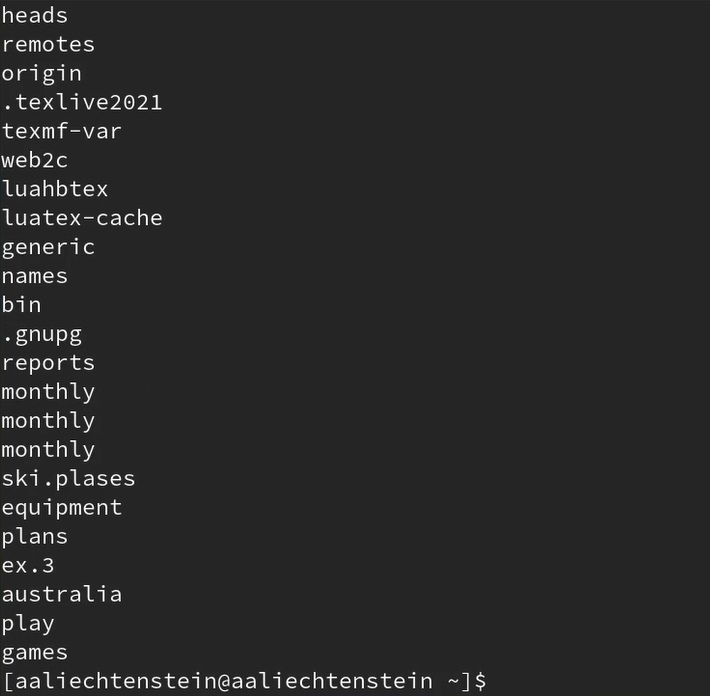 heads
remotes
origin
.texlive2021
texmf-var
web2c
luahbtex
luatex-cache
generic
names
bin
.gnupg
reports
monthly
monthly
monthly
ski.plases
equipment
plans
ex.3
australia
play
games
[aaliechtenstein@aaliechtenstein ~]$